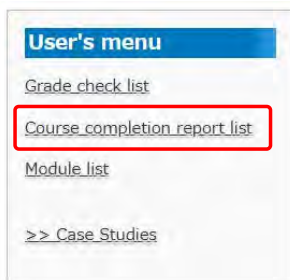 User's menu
Grade check list
Course completion report list
Module list
>> Case Studies